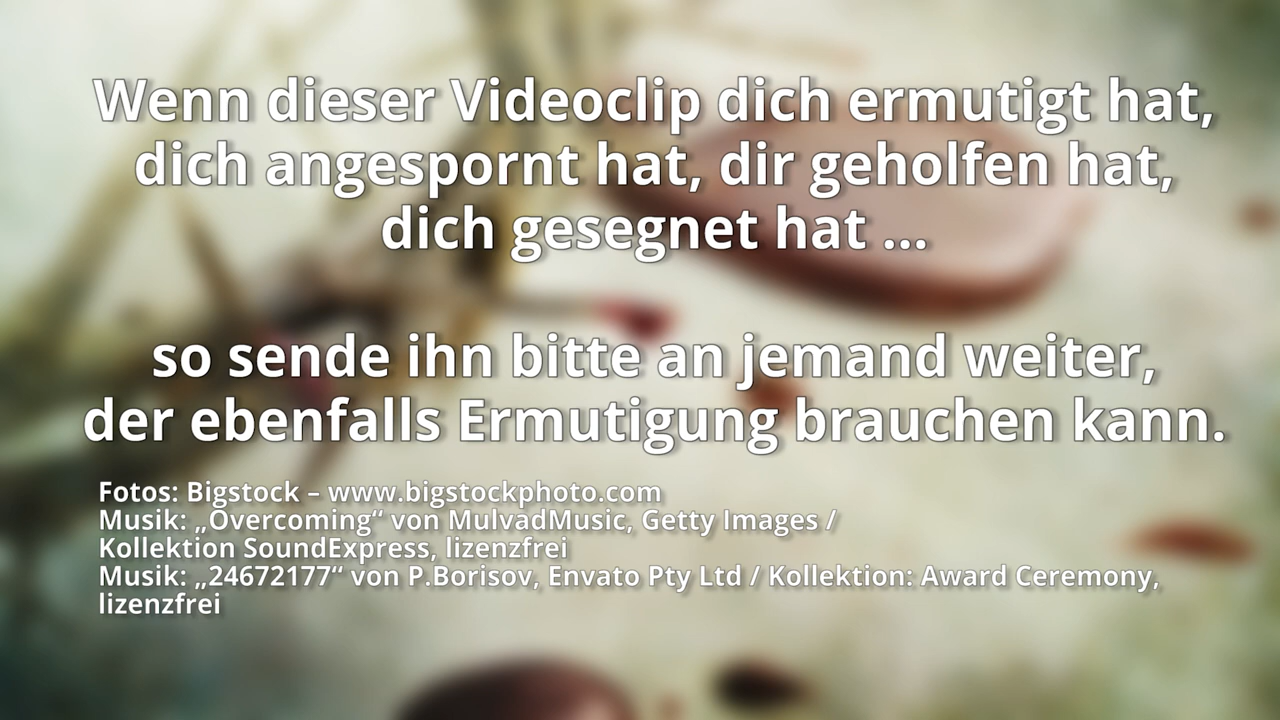 Wenn dieser Videoclip dich ermutigt hat,
dich angespornt hat, dir geholfen hat,
dich gesegnet hat ...
so sende ihn bitte an jemand weiter,
der ebenfalls Ermutigung brauchen kann.
Fotos: Bigstock – www.bigstockphoto.com
Musik: „Overcoming“ von MulvadMusic, Getty Images /
Kollektion SoundExpress, lizenzfrei
Musik: „24672177“ von P.Borisov, Envato Pty Ltd / Kollektion: Award Ceremony,
lizenzfrei